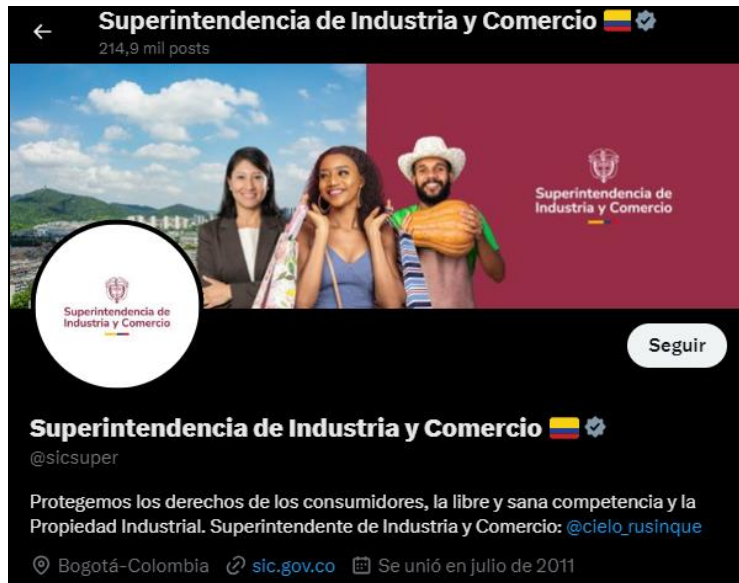 Superintendencia de Industria y Comercio
214,9 mil posts
Superintendencia de
Industria y Comercio
Superintendencia de
Industria y Comercio
Seguir
Superintendencia de Industria y Comercio
@sicsuper
Protegemos los derechos de los consumidores, la libre y sana competencia y la
Propiedad Industrial. Superintendente de Industria y Comercio: @cielo_rusinque
Bogotá-Colombia sic.gov.co Se unió en julio de 2011